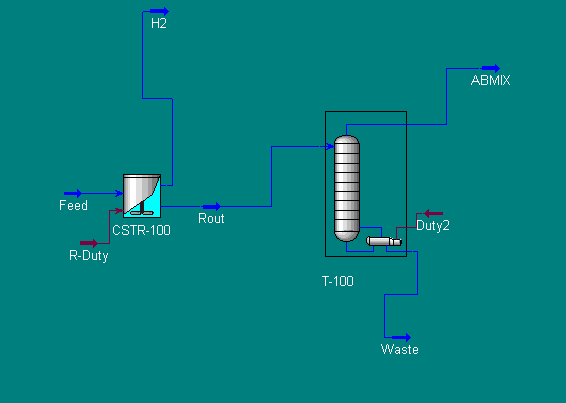 H2
ABMIX
Feed
Rout
Duty2
CSTR-100
R-Duty
T-100
Waste